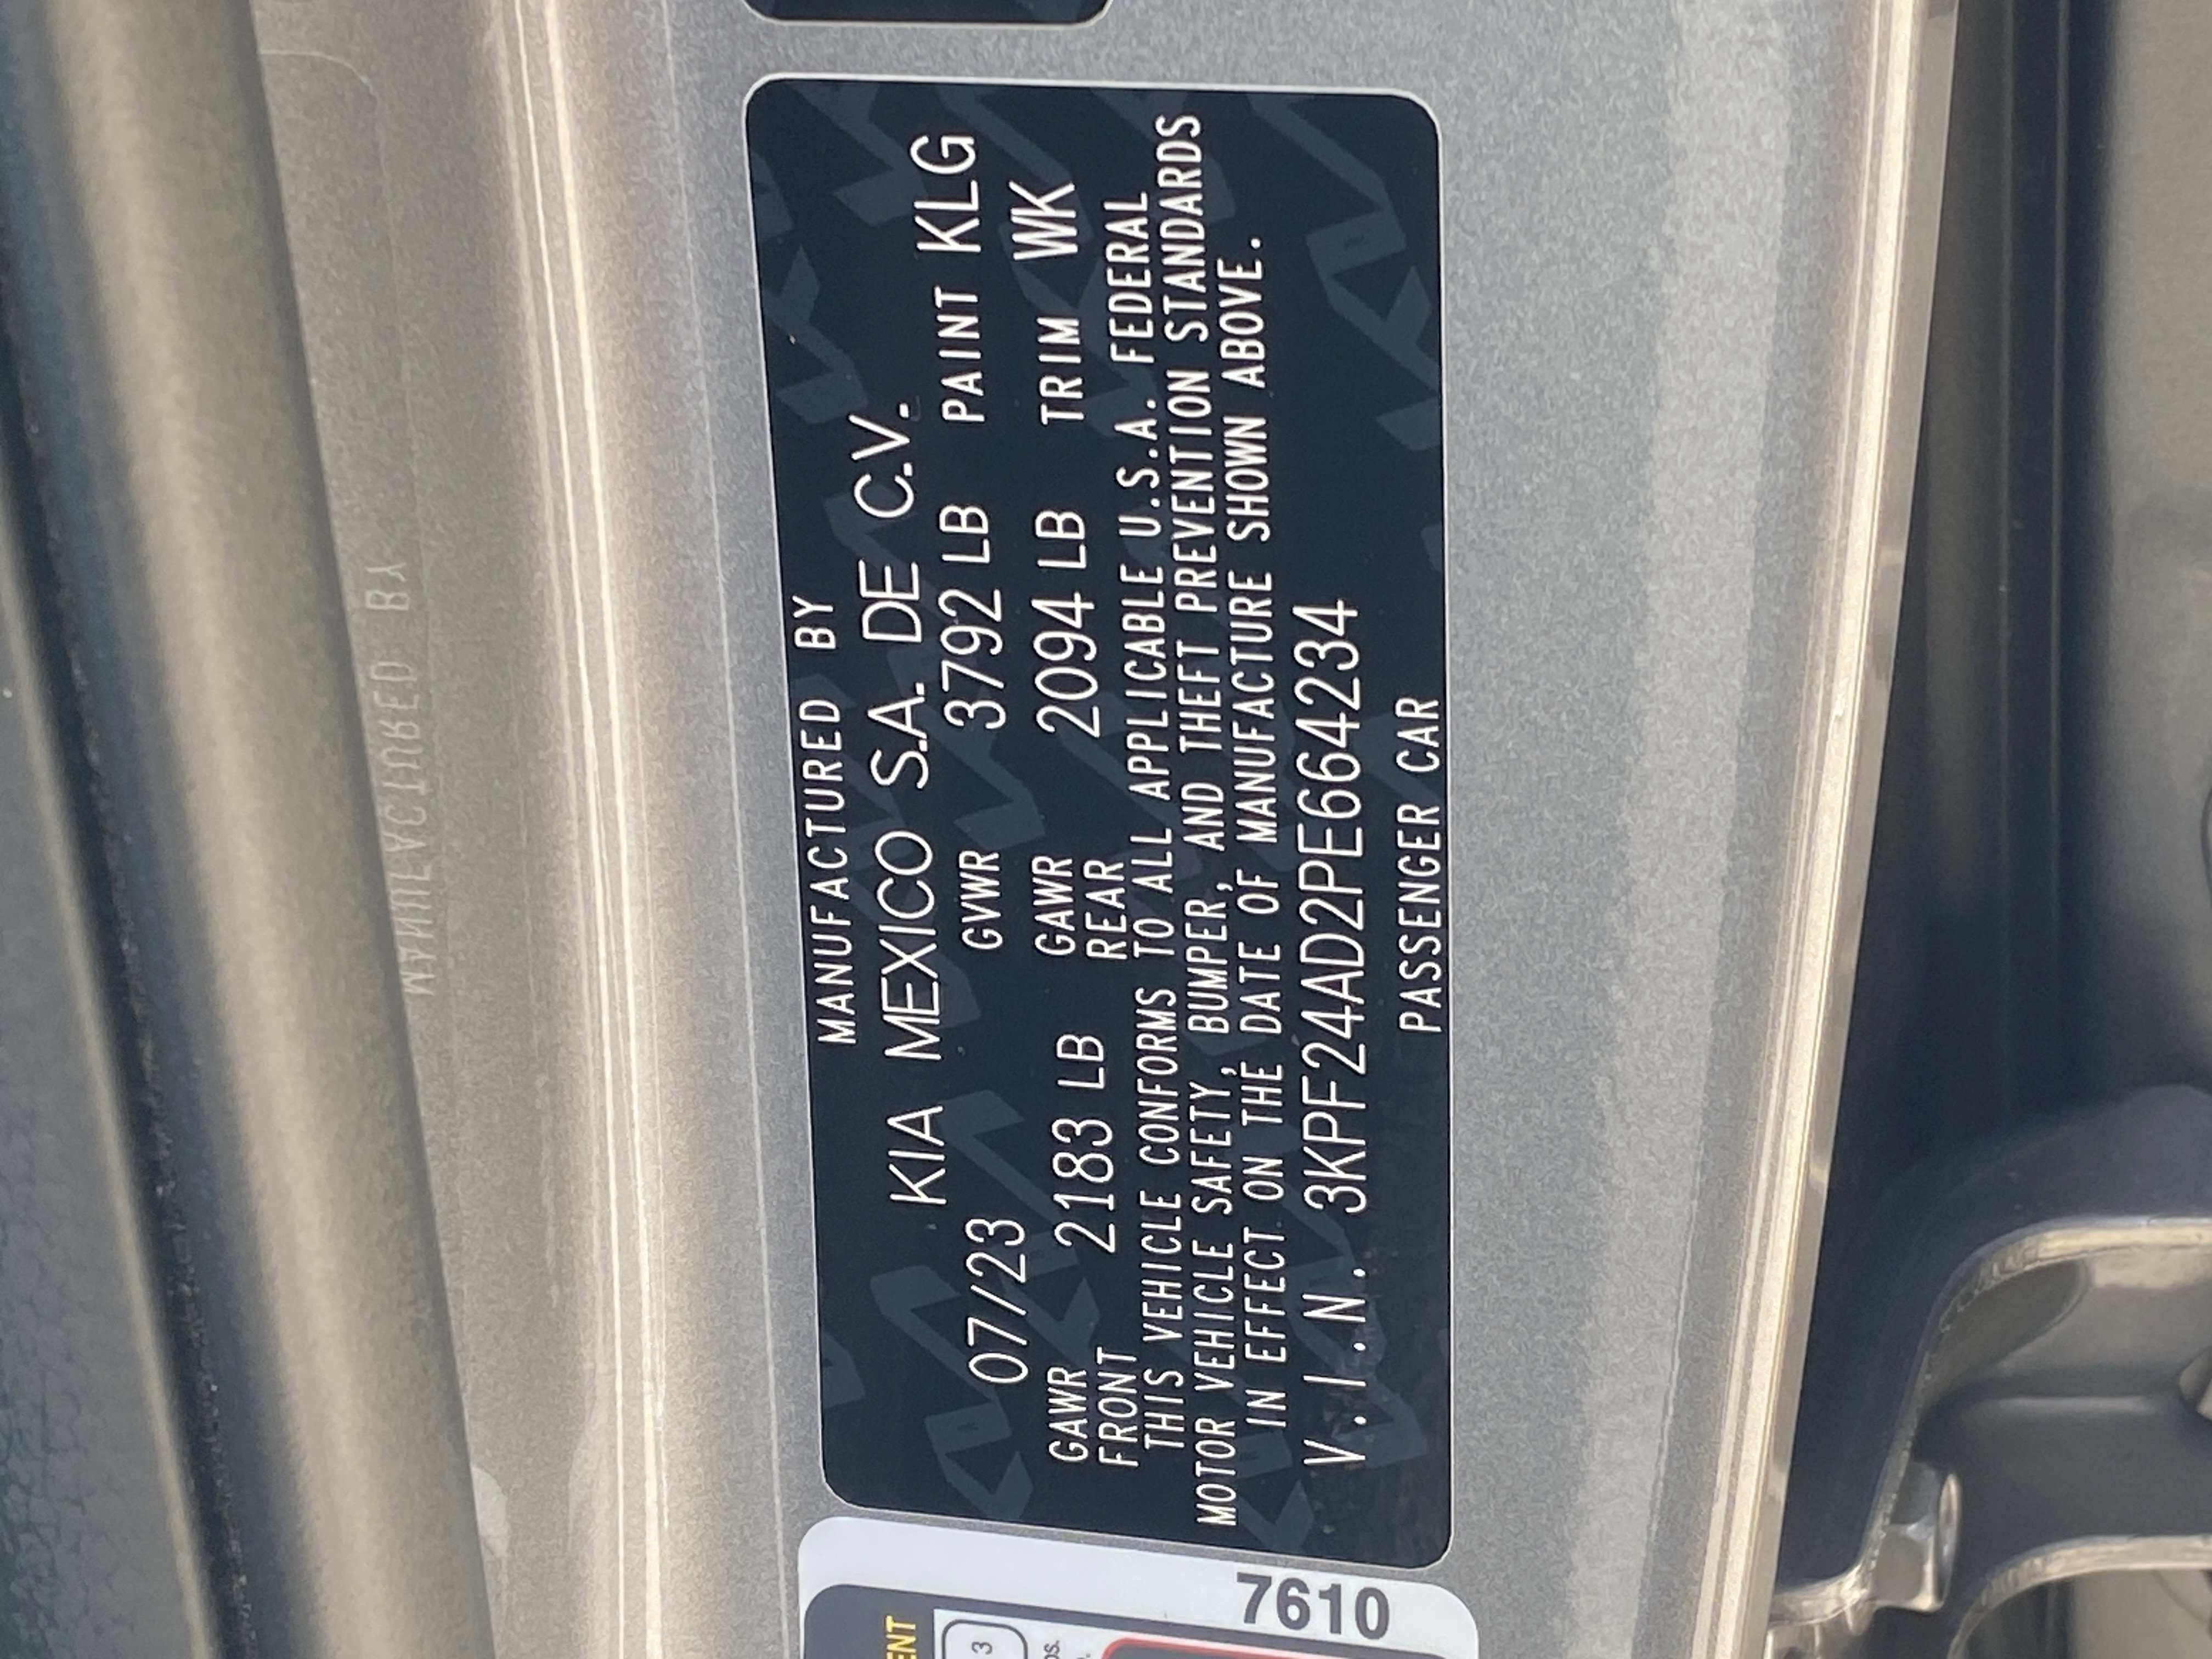 MANUFACTURED BY
KIA MEXICO S.A. DE C.V.
07/23 GVWR 3792 LB PAINT KLG
GAWR FRONT 2183 LB GAWR REAR 2094 LB TRIM WK
THIS VEHICLE CONFORMS TO ALL APPLICABLE U.S.A. FEDERAL
MOTOR VEHICLE SAFETY, BUMPER, AND THEFT PREVENTION STANDARDS
IN EFFECT ON THE DATE OF MANUFACTURE SHOWN ABOVE.
V.I.N. 3KPF24AD2PE664234
PASSENGER CAR
7610
3